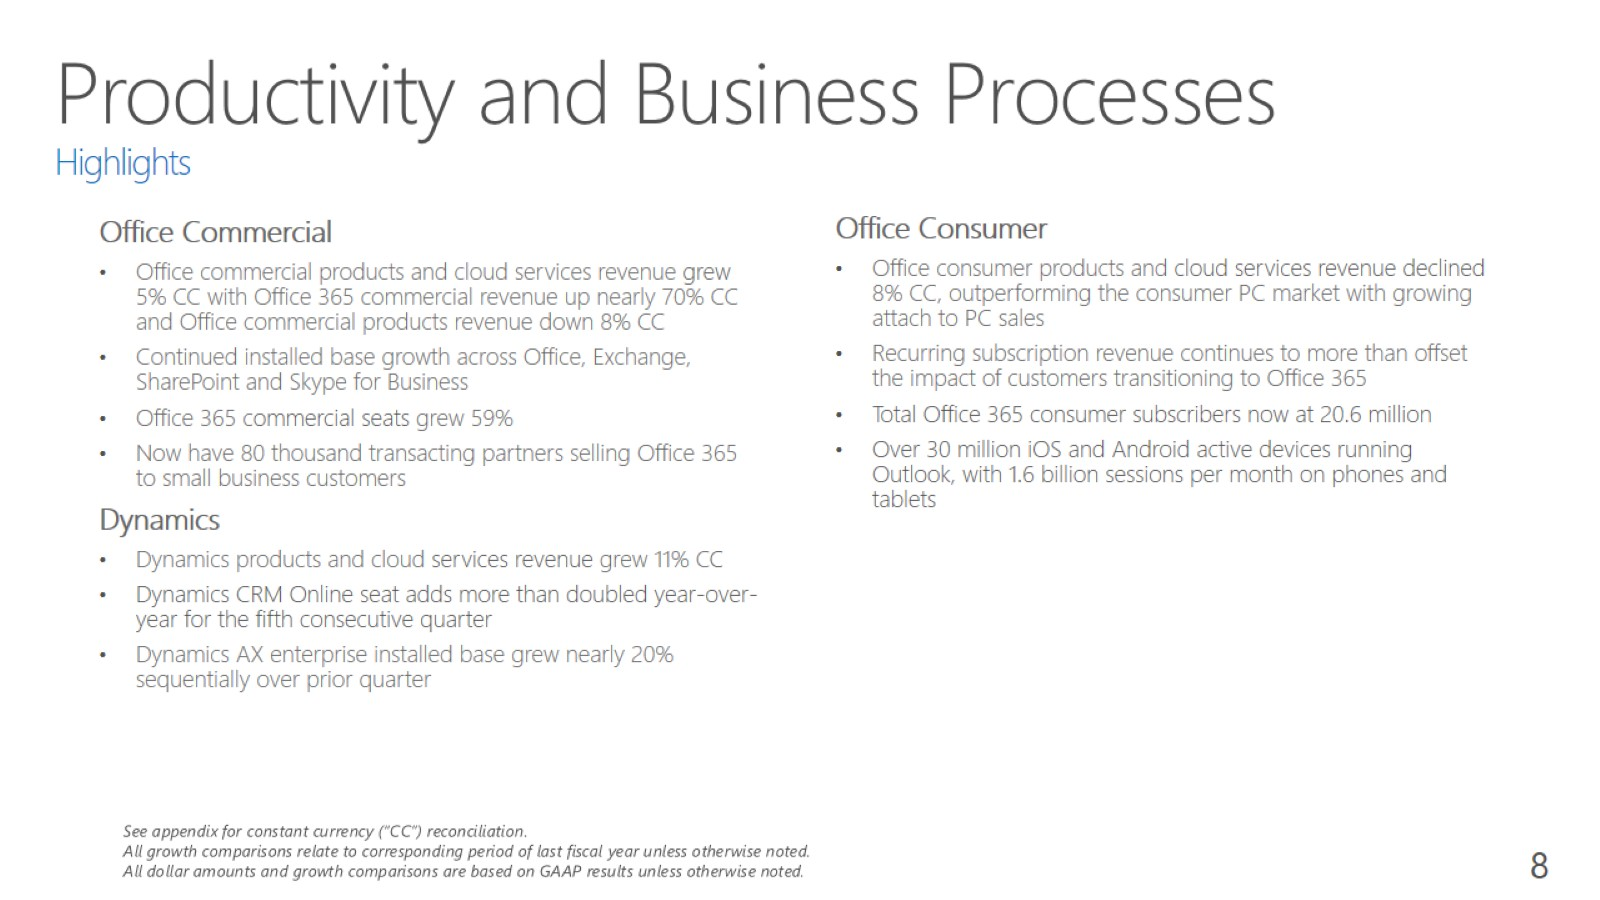 Productivity and Business Processes
Highlights
Office Commercial
• Office commercial products and cloud services revenue grew
5% CC with Office 365 commercial revenue up nearly 70% CC
and Office commercial products revenue down 8% CC
• Continued installed base growth across Office, Exchange,
SharePoint and Skype for Business
• Office 365 commercial seats grew 59%
• Now have 80 thousand transacting partners selling Office 365
to small business customers
Dynamics
• Dynamics products and cloud services revenue grew 11% CC
• Dynamics CRM Online seat adds more than doubled year-over-
year for the fifth consecutive quarter
• Dynamics AX enterprise installed base grew nearly 20%
sequentially over prior quarter
Office Consumer
• Office consumer products and cloud services revenue declined
8% CC, outperforming the consumer PC market with growing
attach to PC sales
• Recurring subscription revenue continues to more than offset
the impact of customers transitioning to Office 365
• Total Office 365 consumer subscribers now at 20.6 million
• Over 30 million iOS and Android active devices running
Outlook, with 1.6 billion sessions per month on phones and
tablets
See appendix for constant currency ("CC") reconciliation.
All growth comparisons relate to corresponding period of last fiscal year unless otherwise noted.
All dollar amounts and growth comparisons are based on GAAP results unless otherwise noted.
8